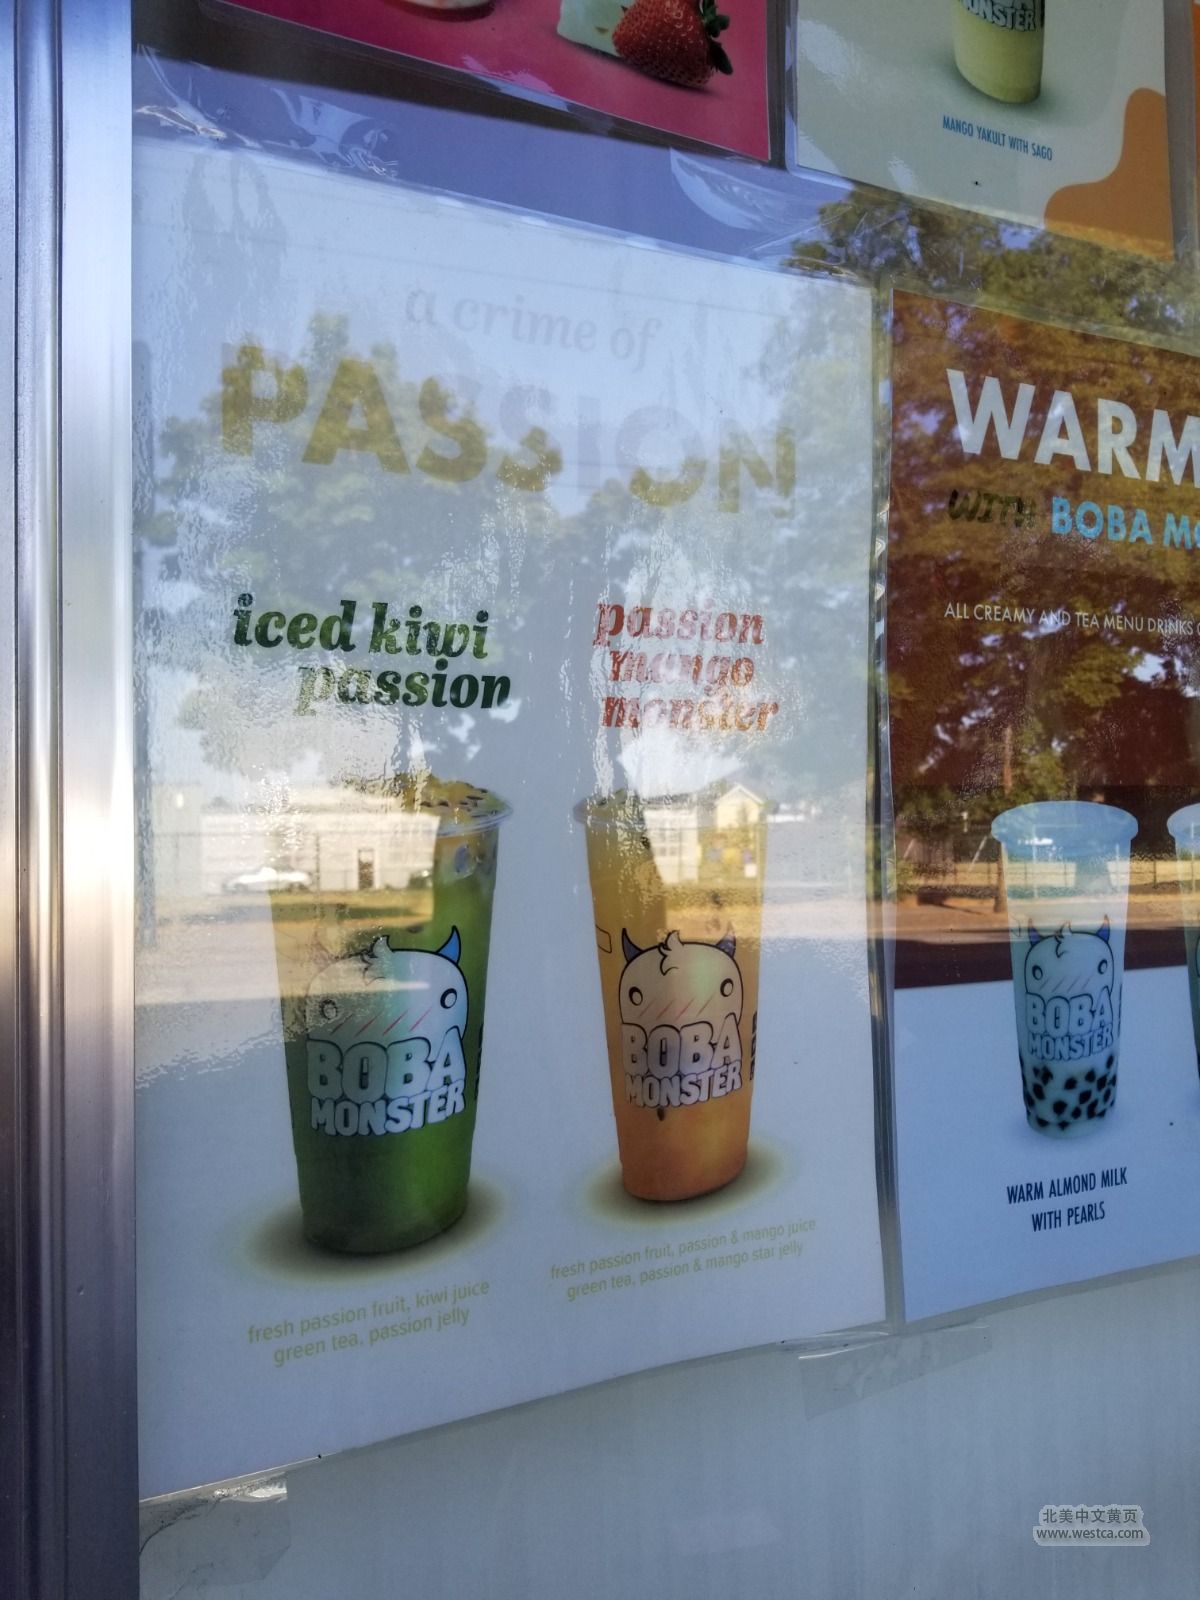 MONSTER
MANGO YAKULT WITH SAGO
a crime of
PASSION
iced kiwi
passion
passion
mango
monster
BOBA
MONSTER
BOBA
MONSTER
fresh passion fruit, kiwi juice
green tea, passion jelly
fresh passion fruit, passion & mango juice
green tea, passion & mango star jelly
WARM
WITH BOBA MO
ALL CREAMY AND TEA MENU DRINKS
BOBA
MONSTER
WARM ALMOND MILK
WITH PEARLS
北美中文黄页
www.westca.com